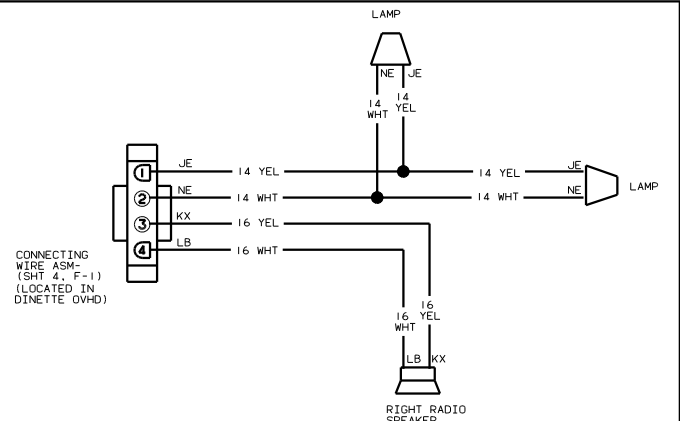 LAMP
NE JE
14 WHT
14 YEL
JE 14 YEL 14 YEL JE
1
NE 14 WHT 14 WHT NE
2
LAMP
KX 16 YEL
3
LB 16 WHT
4
CONNECTING
WIRE ASM-
(SHT 4, F-1)
(LOCATED IN
DINETTE OVHD)
16 WHT
16 YEL
LB KX
RIGHT RADIO
SPEAKER